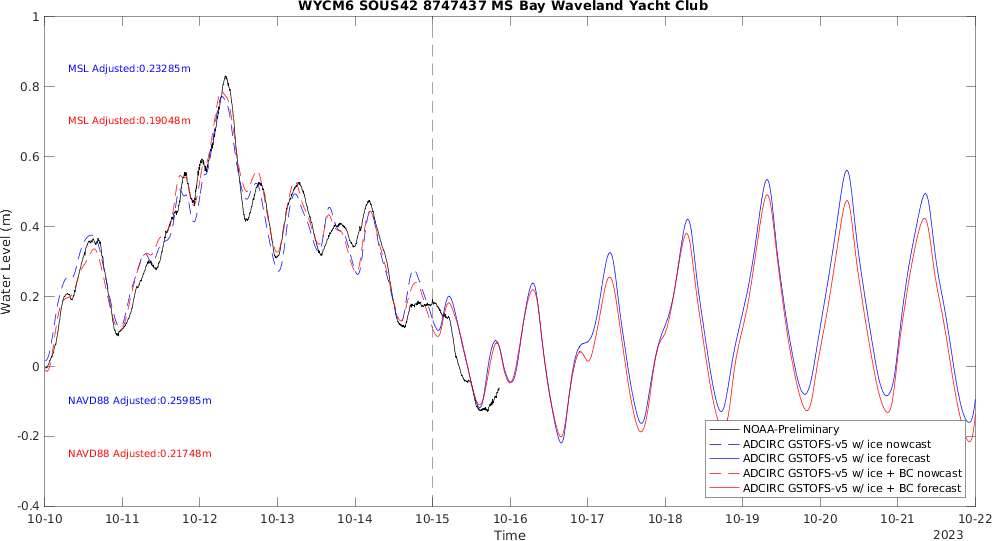 WYCM6 SOUS42 8747437 MS Bay Waveland Yacht Club
1
0.8
0.6
0.4
0.2
0
-0.2
-0.4
Water Level (m)
MSL Adjusted:0.23285m
MSL Adjusted:0.19048m
NAVD88 Adjusted:0.25985m
NAVD88 Adjusted:0.21748m
NOAA-Preliminary
ADCIRC GSTOFS-v5 w/ ice nowcast
ADCIRC GSTOFS-v5 w/ ice forecast
ADCIRC GSTOFS-v5 w/ ice + BC nowcast
ADCIRC GSTOFS-v5 w/ ice + BC forecast
10-10 10-11 10-12 10-13 10-14 10-15 10-16 10-17 10-18 10-19 10-20 10-21 10-22
Time
2023